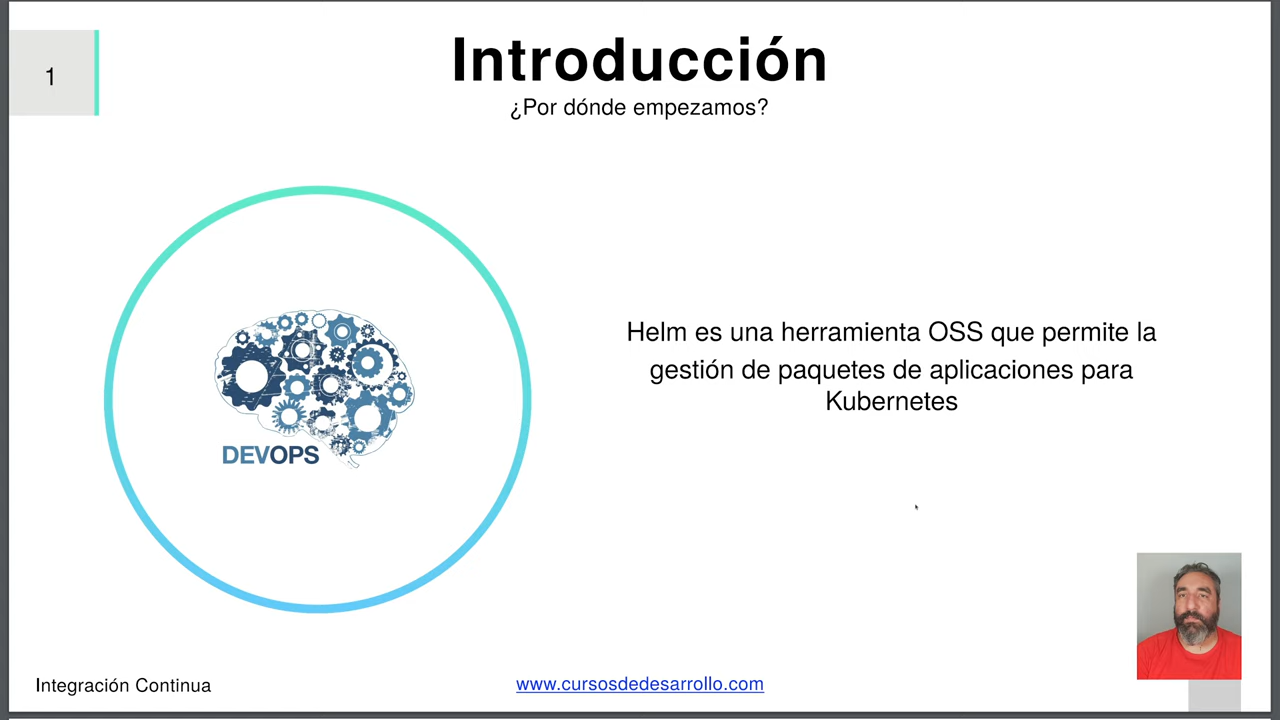 1
Introducción
¿Por dónde empezamos?
Helm es una herramienta OSS que permite la
gestión de paquetes de aplicaciones para
Kubernetes
DEVOPS
Integración Continua
www.cursosdedesarrollo.com